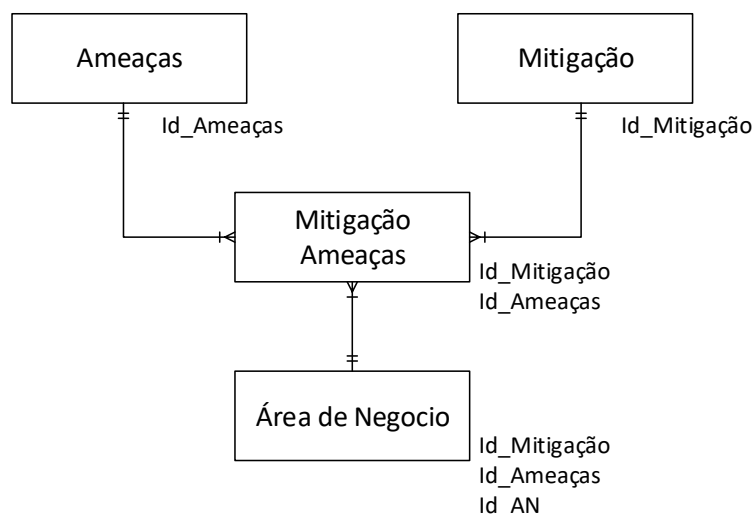 Ameaças
Mitigação
Id_Ameaças
Id_Mitigação
Mitigação
Ameaças
Id_Mitigação
Id_Ameaças
Área de Negocio
Id_Mitigação
Id_Ameaças
Id_AN